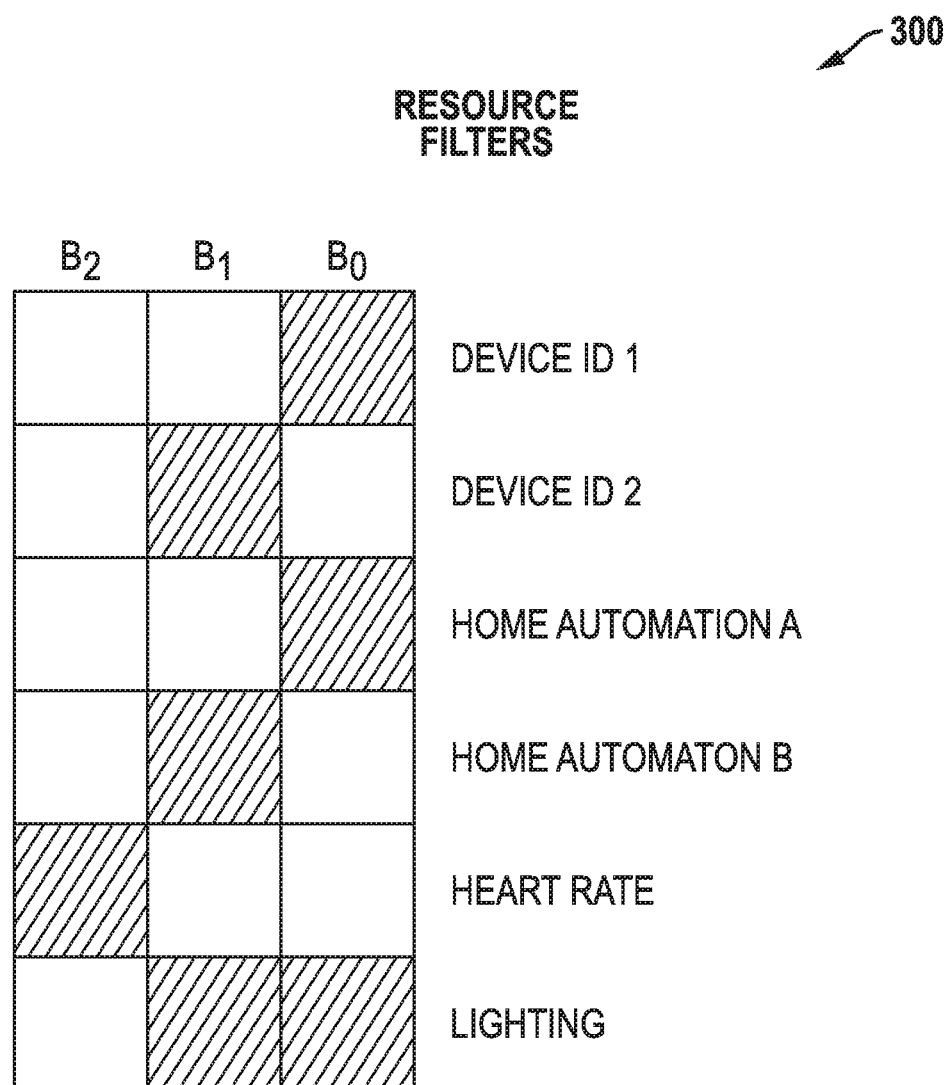 300
RESOURCE
FILTERS
B2 B1 B0
DEVICE ID 1
DEVICE ID 2
HOME AUTOMATION A
HOME AUTOMATON B
HEART RATE
LIGHTING